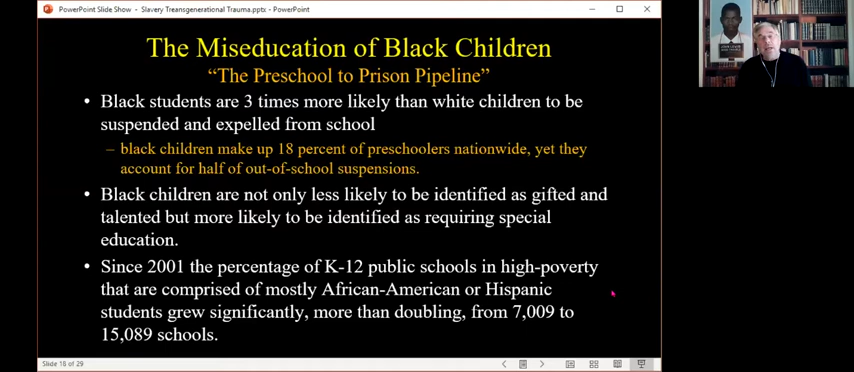 PowerPoint Slide Show - Slavery Treansgenerational Trauma.pptx - PowerPoint
The Miseducation of Black Children
“The Preschool to Prison Pipeline”
• Black students are 3 times more likely than white children to be
suspended and expelled from school
– black children make up 18 percent of preschoolers nationwide, yet they
account for half of out-of-school suspensions.
• Black children are not only less likely to be identified as gifted and
talented but more likely to be identified as requiring special
education.
• Since 2001 the percentage of K-12 public schools in high-poverty
that are comprised of mostly African-American or Hispanic
students grew significantly, more than doubling, from 7,009 to
15,089 schools.
Slide 18 of 29